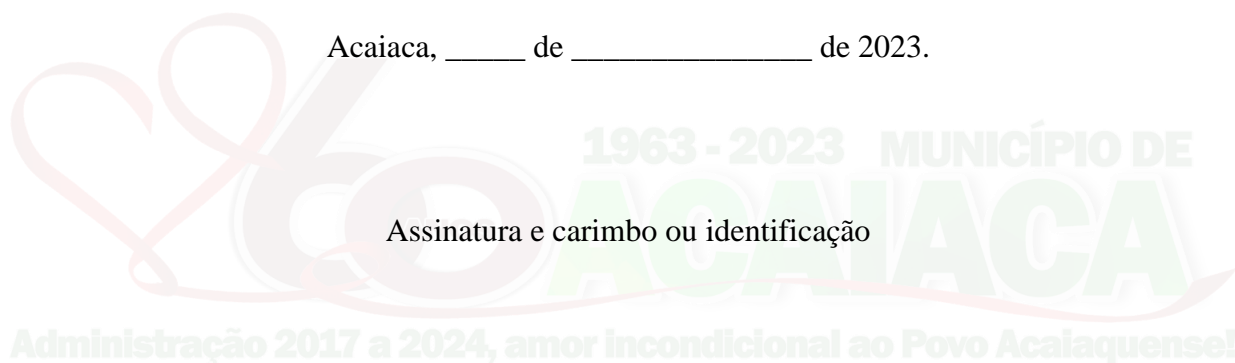 Acaiaca, _____ de _______________ de 2023.
1963 - 2023 MUNICÍPIO DE
60 ACAIACA
Assinatura e carimbo ou identificação
Administração 2017 a 2024, amor incondicional ao Povo Acaiaquense!